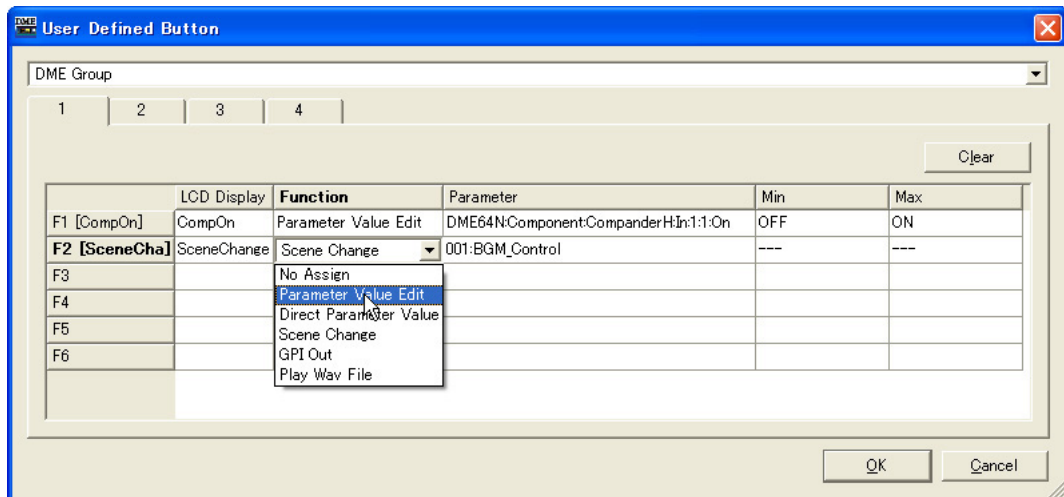 DME User Defined Button
DME Group
1 2 3 4
Clear
LCD Display Function Parameter Min Max
F1 [CompOn] CompOn Parameter Value Edit DME64N:Component:CompanderH:In:1:1:On OFF ON
F2 [SceneCha] SceneChange Scene Change 001:BGM_Control --- ---
F3 No Assign
Parameter Value Edit
F4 Direct Parameter Value
F5 Scene Change
F6 GPI Out
Play Wav File
OK Cancel